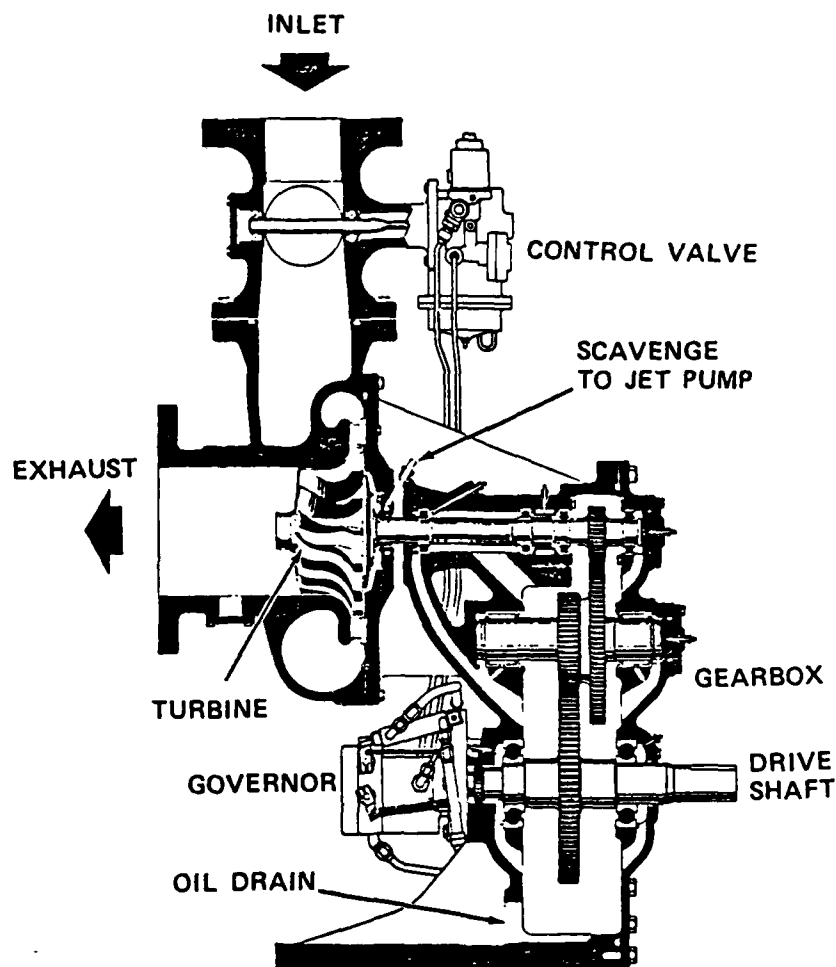 INLET
CONTROL VALVE
SCAVENGE
TO JET PUMP
EXHAUST
TURBINE
GEARBOX
GOVERNOR
DRIVE
SHAFT
OIL DRAIN